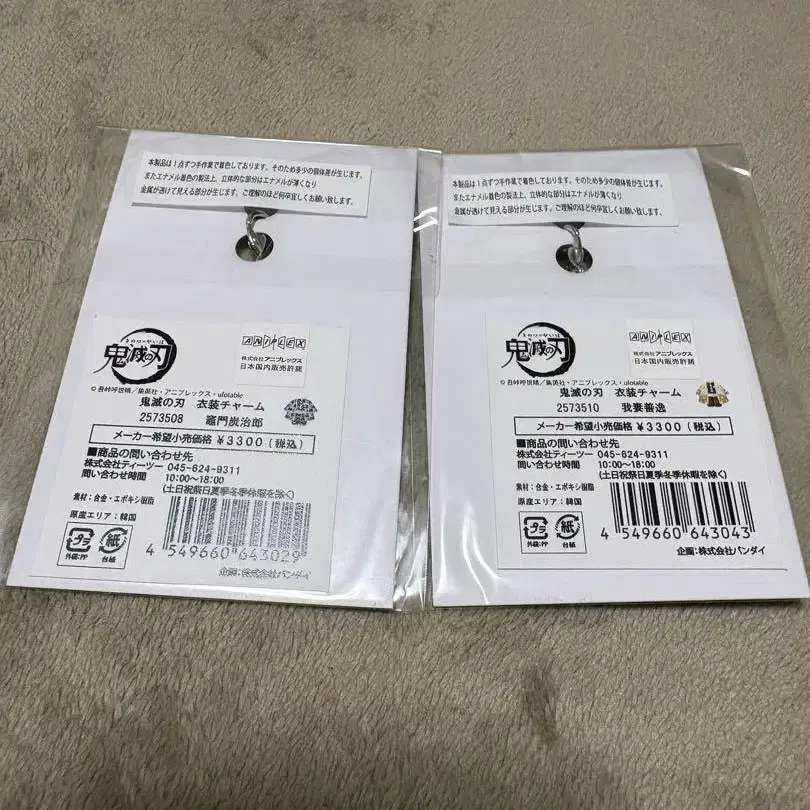 本製品は1点ずつ手作業で着色しております。そのため多少の個体差が生じます。
またエナメル着色の製法上、立体的な部分はエナメルが薄くなり
金属が透けて見える部分が生じます。ご理解のほど何卒宜しくお願い致します。
きめつのやいば
鬼滅の刃
ANIPLEX
株式会社アニプレックス
日本国内販売許諾
©吾峠呼世晴／集英社・アニプレックス・ufotable
鬼滅の刃 衣装チャーム
2573508 竈門炭治郎
メーカー希望小売価格 ¥3300(税込)
■商品の問い合わせ先
株式会社ティーツー 045-624-9311
問い合わせ時間 10:00〜18:00
(土日祝祭日夏季冬季休暇を除く)
素材:合金・エポキシ樹脂
原産エリア:韓国
プラ
外袋:PP
紙
台紙
4 549660 643029
企画:株式会社バンダイ
本製品は1点ずつ手作業で着色しております。そのため多少の個体差が生じます。
またエナメル着色の製法上、立体的な部分はエナメルが薄くなり
金属が透けて見える部分が生じます。ご理解のほど何卒宜しくお願い致します。
きめつのやいば
鬼滅の刃
ANIPLEX
株式会社アニプレックス
日本国内販売許諾
©吾峠呼世晴／集英社・アニプレックス・ufotable
鬼滅の刃 衣装チャーム
2573510 我妻善逸
メーカー希望小売価格 ¥3300(税込)
■商品の問い合わせ先
株式会社ティーツー 045-624-9311
問い合わせ時間 10:00〜18:00
(土日祝祭日夏季冬季休暇を除く)
素材:合金・エポキシ樹脂
原産エリア:韓国
プラ
外袋:PP
紙
台紙
4 549660 643043
企画:株式会社バンダイ